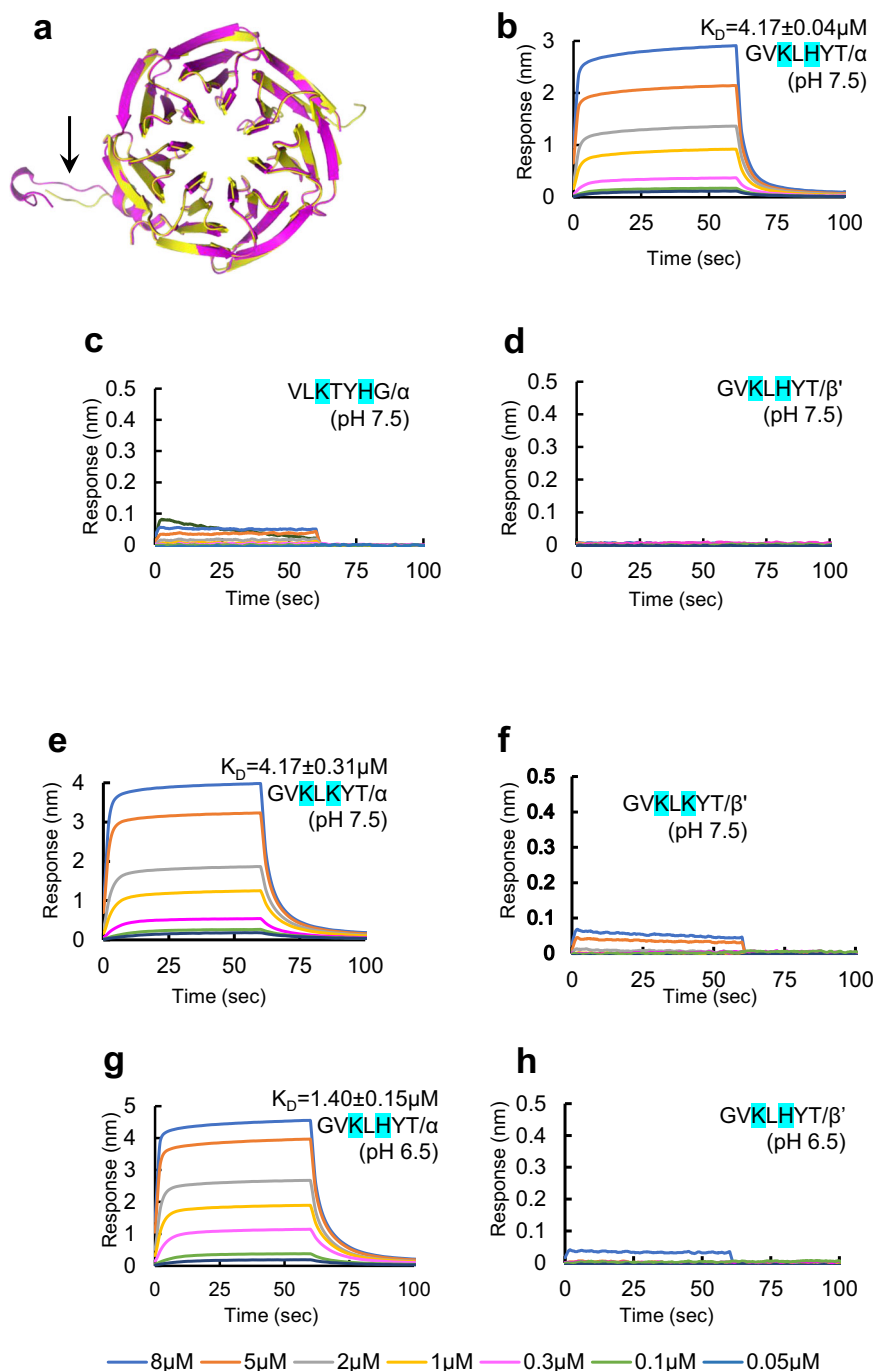 a
b
K_D=4.17±0.04µM
GVKLHYT/α
(pH 7.5)
Response (nm)
3
2
1
0
0 25 50 75 100
Time (sec)
c
VLKTYHG/α
(pH 7.5)
Response (nm)
0.5
0.4
0.3
0.2
0.1
0
0 25 50 75 100
Time (sec)
d
GVKLHYT/β'
(pH 7.5)
Response (nm)
0.5
0.4
0.3
0.2
0.1
0
0 25 50 75 100
Time (sec)
e
K_D=4.17±0.31µM
GVKLKYT/α
(pH 7.5)
Response (nm)
4
3
2
1
0
0 25 50 75 100
Time (sec)
f
GVKLKYT/β'
(pH 7.5)
Response (nm)
0.5
0.4
0.3
0.2
0.1
0
0 25 50 75 100
Time (sec)
g
K_D=1.40±0.15µM
GVKLHYT/α
(pH 6.5)
Response (nm)
5
4
3
2
1
0
0 25 50 75 100
Time (sec)
h
GVKLHYT/β’
(pH 6.5)
Response (nm)
0.5
0.4
0.3
0.2
0.1
0
0 25 50 75 100
Time (sec)
8µM 5µM 2µM 1µM 0.3µM 0.1µM 0.05µM